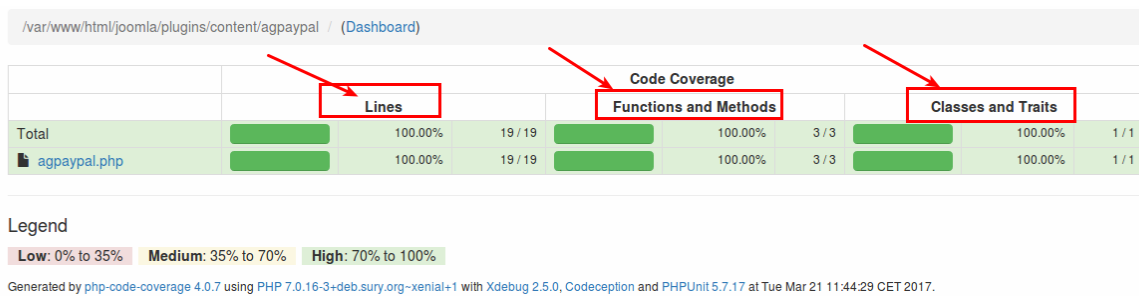 /var/www/html/joomla/plugins/content/agpaypal / (Dashboard)
Code Coverage
Lines Functions and Methods Classes and Traits
Total 100.00% 19 / 19 100.00% 3 / 3 100.00% 1 / 1
agpaypal.php 100.00% 19 / 19 100.00% 3 / 3 100.00% 1 / 1
Legend
Low: 0% to 35% Medium: 35% to 70% High: 70% to 100%
Generated by php-code-coverage 4.0.7 using PHP 7.0.16-3+deb.sury.org~xenial+1 with Xdebug 2.5.0, Codeception and PHPUnit 5.7.17 at Tue Mar 21 11:44:29 CET 2017.